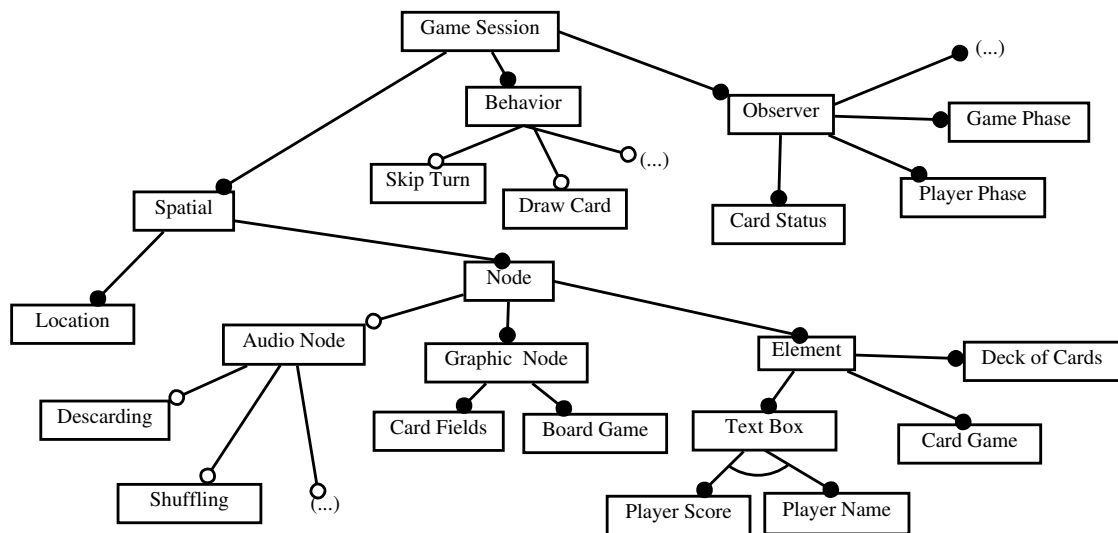 Game Session
(...)
Behavior
Observer
Game Phase
(...)
Skip Turn
Player Phase
Spatial
Draw Card
Card Status
Node
Location
Audio Node
Graphic Node
Element
Deck of Cards
Descarding
Card Fields
Board Game
Text Box
Card Game
Shuffling
(...)
Player Score
Player Name